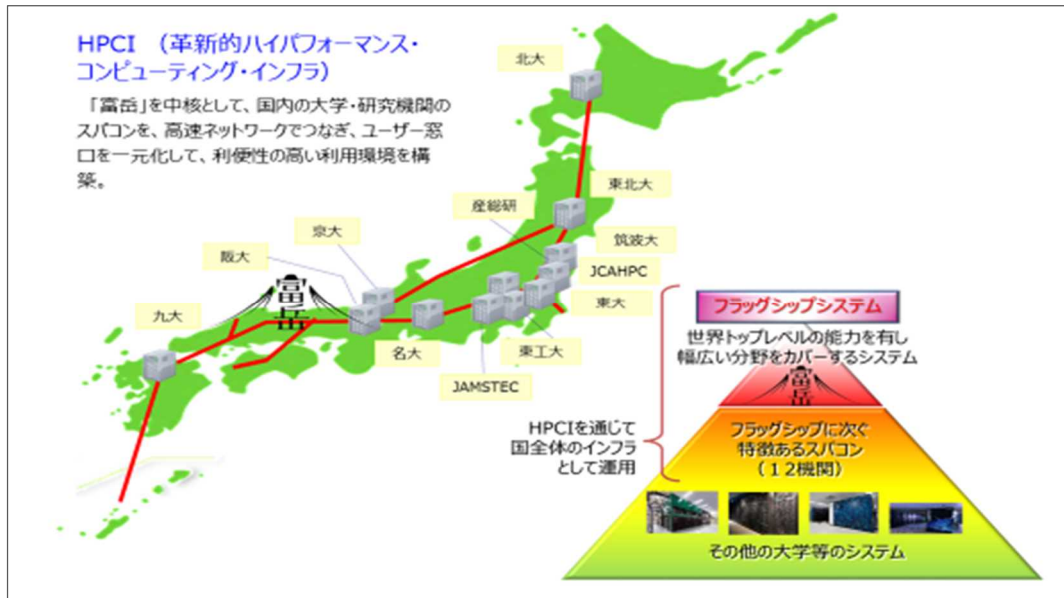 HPCI （革新的ハイパフォーマンス・
コンピューティング・インフラ）
「富岳」を中核として、国内の大学・研究機関の
スパコンを、高速ネットワークでつなぎ、ユーザー窓
口を一元化して、利便性の高い利用環境を構
築。
北大
東北大
産総研
筑波大
京大
阪大
JCAHPC
富岳
九大
東大
名大
東工大
JAMSTEC
フラッグシップシステム
世界トップレベルの能力を有し
幅広い分野をカバーするシステム
富岳
HPCIを通じて
国全体のインフラ
として運用
フラッグシップに次ぐ
特徴あるスパコン
（１２機関）
その他の大学等のシステム